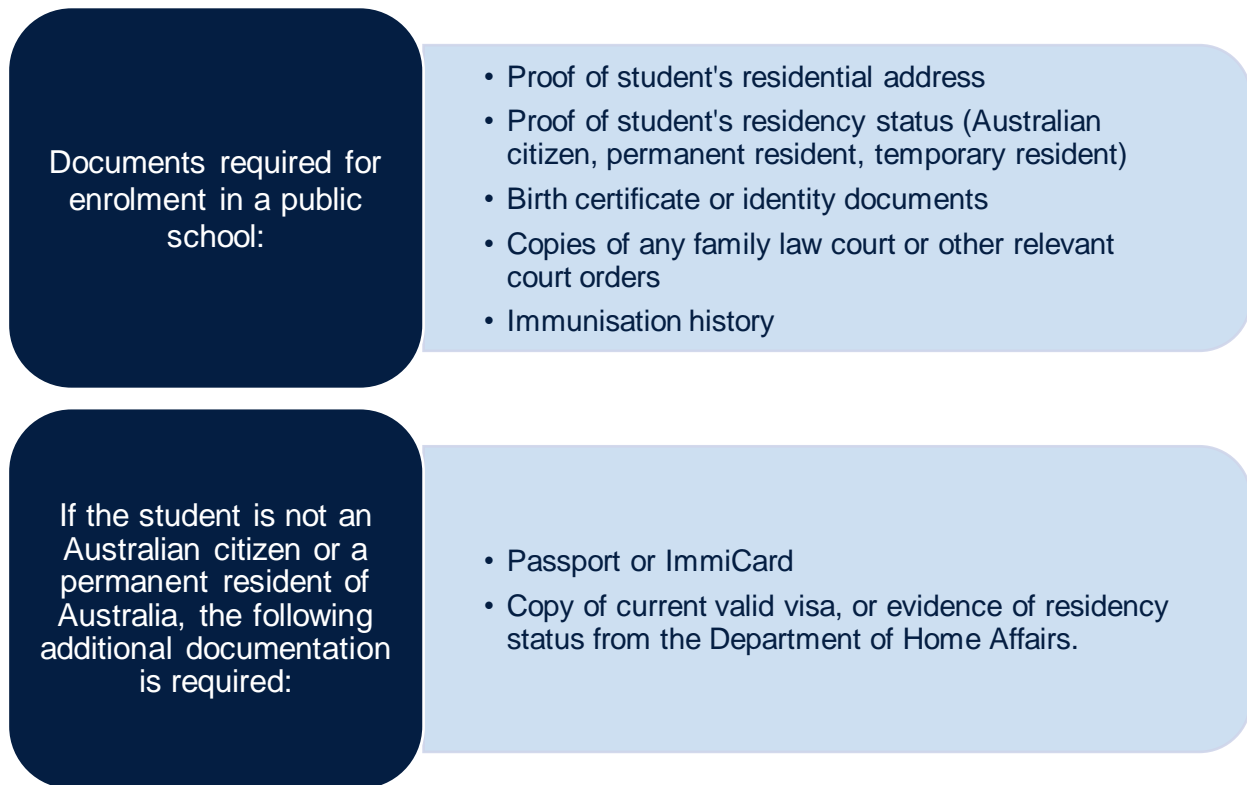 Documents required for
enrolment in a public
school:
• Proof of student's residential address
• Proof of student's residency status (Australian
citizen, permanent resident, temporary resident)
• Birth certificate or identity documents
• Copies of any family law court or other relevant
court orders
• Immunisation history
If the student is not an
Australian citizen or a
permanent resident of
Australia, the following
additional documentation
is required:
• Passport or ImmiCard
• Copy of current valid visa, or evidence of residency
status from the Department of Home Affairs.